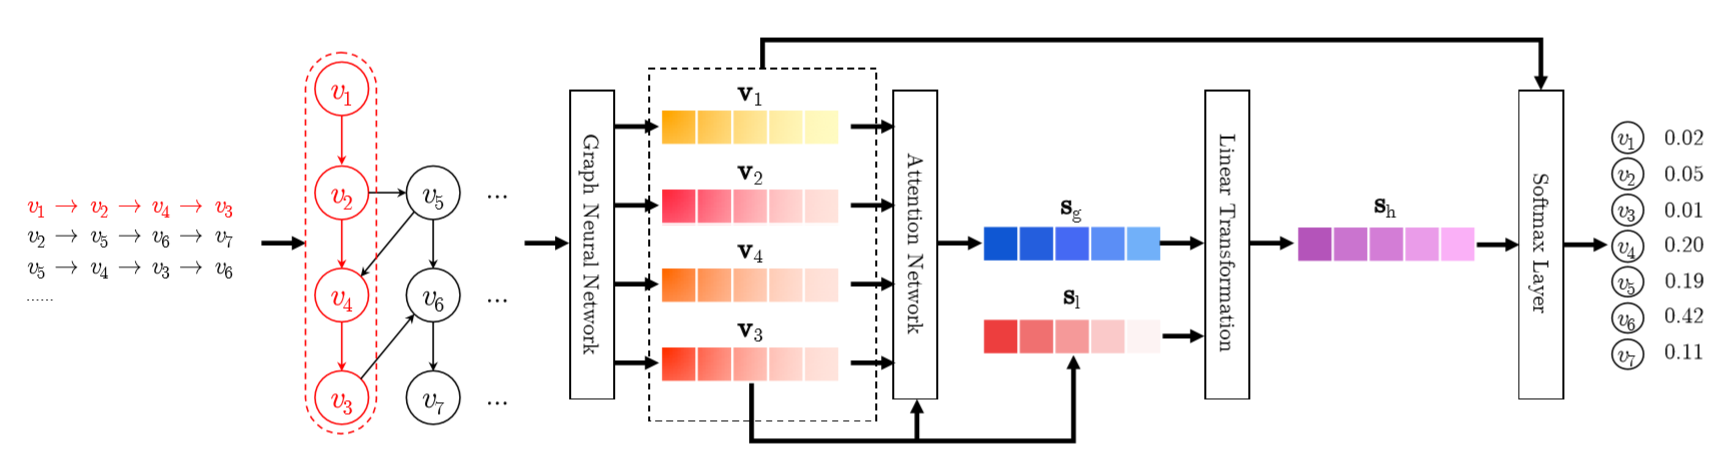 v1 → v2 → v4 → v3
v2 → v5 → v6 → v7
v5 → v4 → v3 → v6
......
v1
v2
v4
v3
v5
v6
v7
...
...
...
Graph Neural Network
v1
v2
v4
v3
Attention Network
sg
sl
Linear Transformation
sh
Softmax Layer
v1 0.02
v2 0.05
v3 0.01
v4 0.20
v5 0.19
v6 0.42
v7 0.11